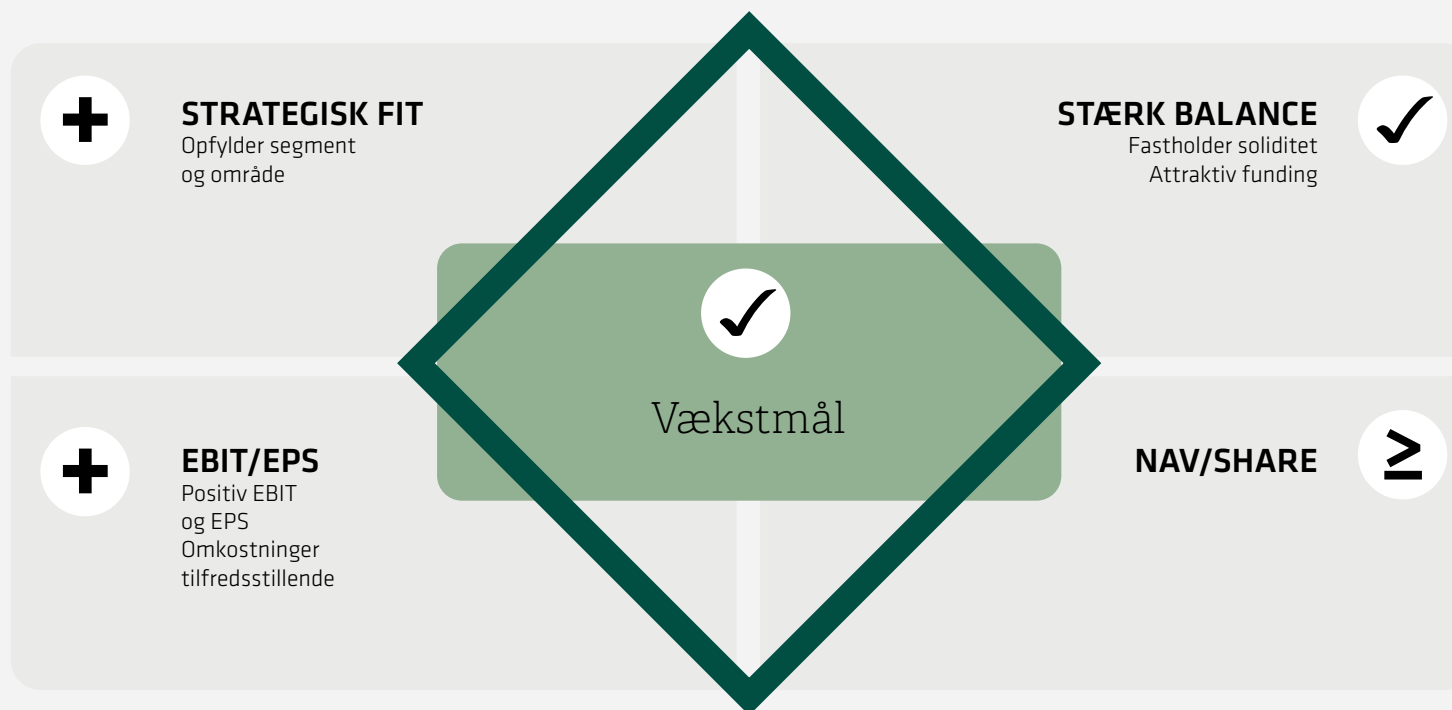 STRATEGISK FIT
Opfylder segment
og område
STÆRK BALANCE
Fastholder soliditet
Attraktiv funding
Vækstmål
EBIT/EPS
Positiv EBIT
og EPS
Omkostninger
tilfredsstillende
NAV/SHARE
≥